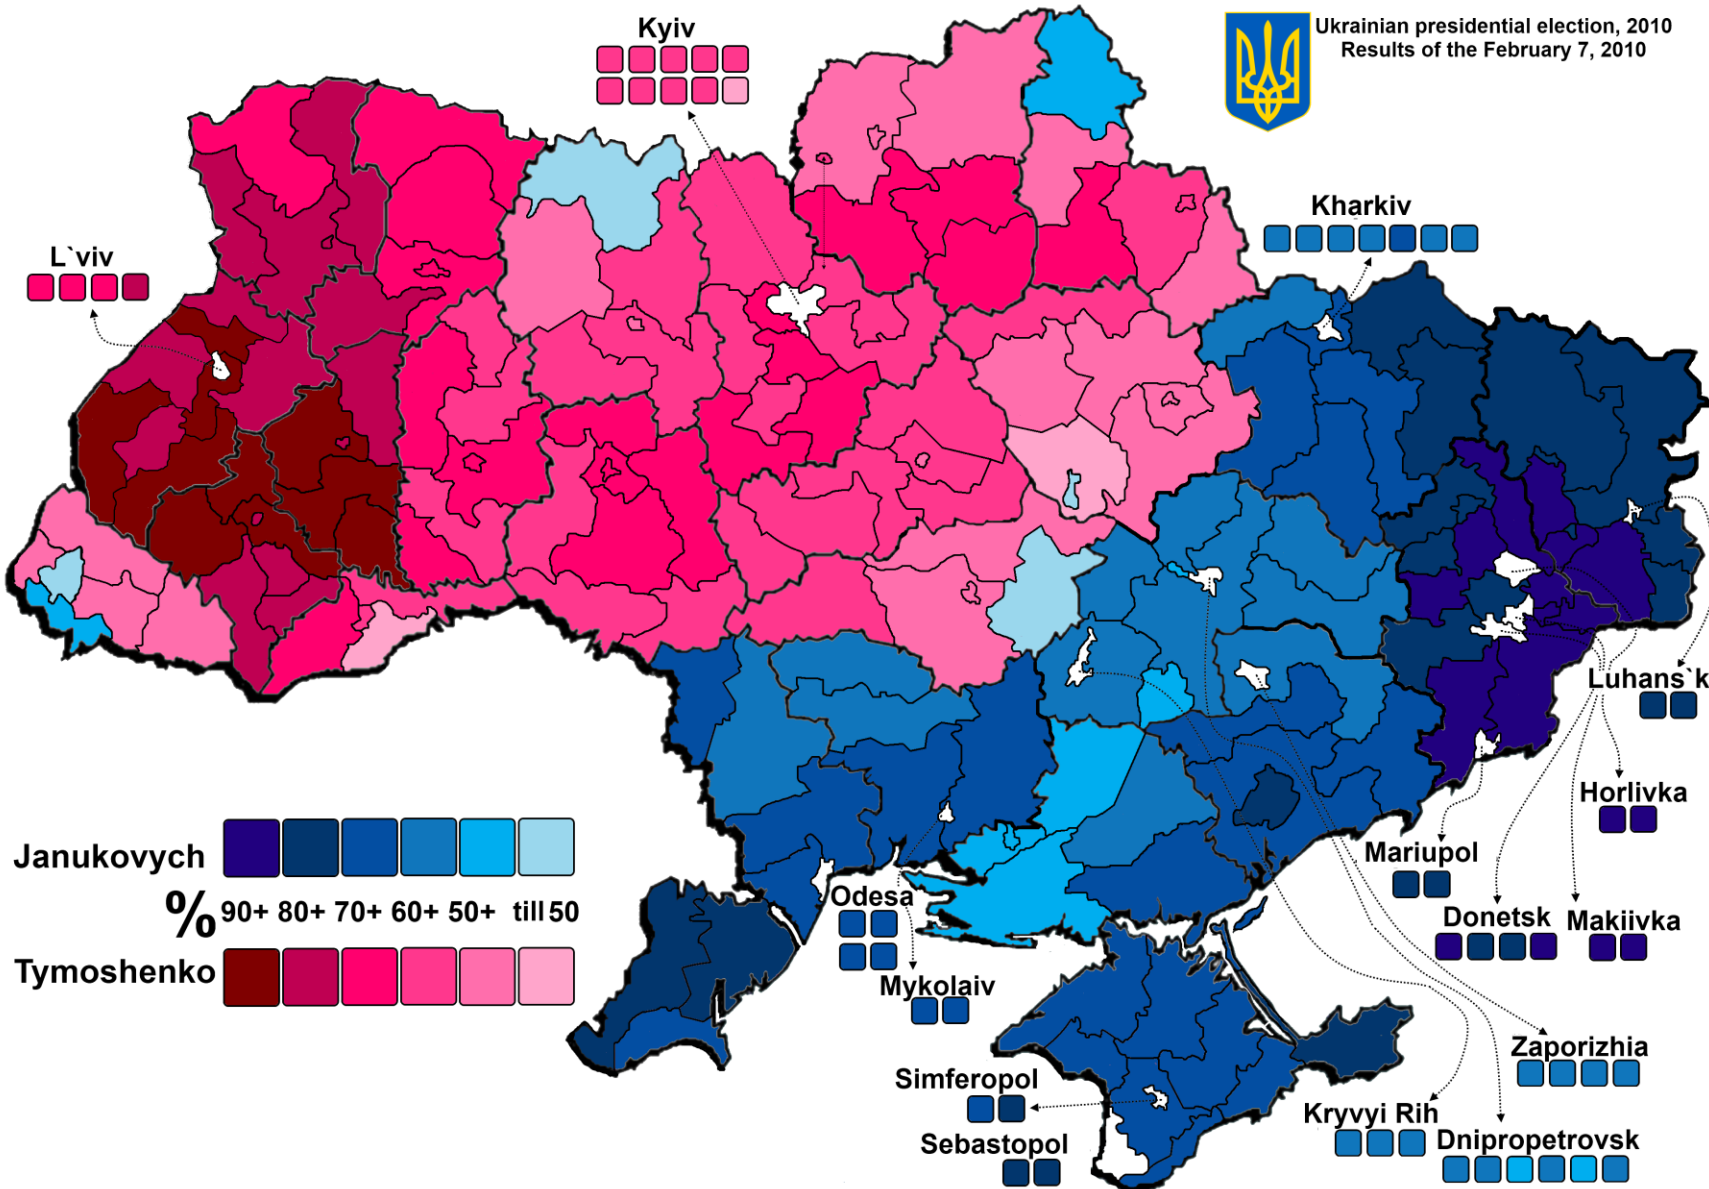 Ukrainian presidential election, 2010
Results of the February 7, 2010
Kyiv
Kharkiv
L`viv
Luhans`k
Horlivka
Mariupol
Donetsk
Makiivka
Odesa
Mykolaiv
Zaporizhia
Simferopol
Kryvyi Rih
Sebastopol
Dnipropetrovsk
Janukovych
% 90+ 80+ 70+ 60+ 50+ till 50
Tymoshenko